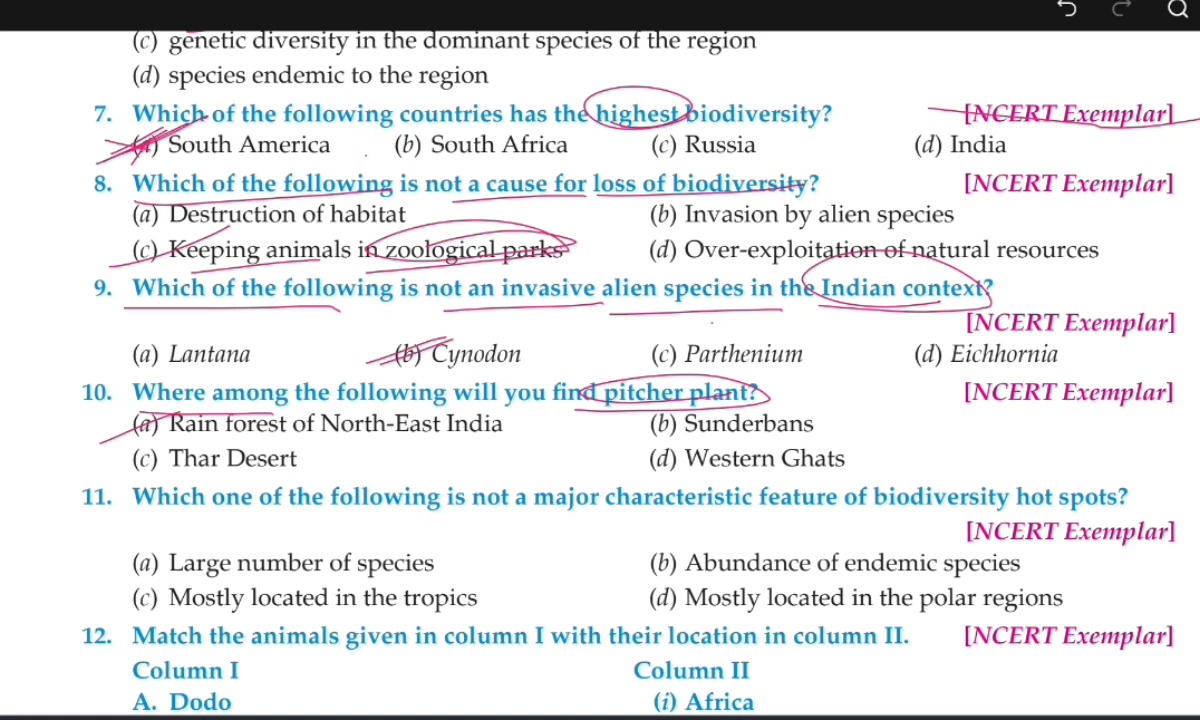 (c) genetic diversity in the dominant species of the region
(d) species endemic to the region
7. Which of the following countries has the highest biodiversity? [NCERT Exemplar]
(a) South America (b) South Africa (c) Russia (d) India
8. Which of the following is not a cause for loss of biodiversity? [NCERT Exemplar]
(a) Destruction of habitat (b) Invasion by alien species
(c) Keeping animals in zoological parks (d) Over-exploitation of natural resources
9. Which of the following is not an invasive alien species in the Indian context?
[NCERT Exemplar]
(a) Lantana (b) Cynodon (c) Parthenium (d) Eichhornia
10. Where among the following will you find pitcher plant? [NCERT Exemplar]
(a) Rain forest of North-East India (b) Sunderbans
(c) Thar Desert (d) Western Ghats
11. Which one of the following is not a major characteristic feature of biodiversity hot spots?
[NCERT Exemplar]
(a) Large number of species (b) Abundance of endemic species
(c) Mostly located in the tropics (d) Mostly located in the polar regions
12. Match the animals given in column I with their location in column II. [NCERT Exemplar]
Column I Column II
A. Dodo (i) Africa